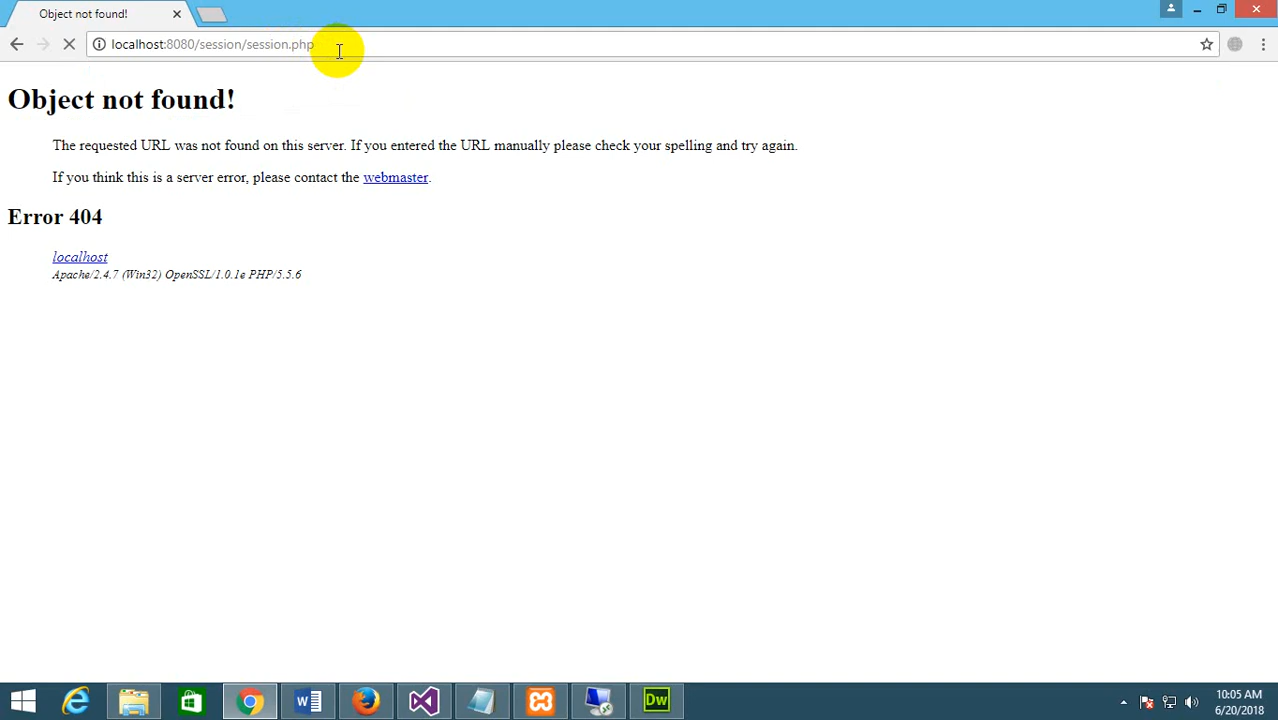 Object not found!
localhost:8080/session/session.php
Object not found!
The requested URL was not found on this server. If you entered the URL manually please check your spelling and try again.
If you think this is a server error, please contact the webmaster.
Error 404
localhost
Apache/2.4.7 (Win32) OpenSSL/1.0.1e PHP/5.5.6
Dw
10:05 AM
6/20/2018